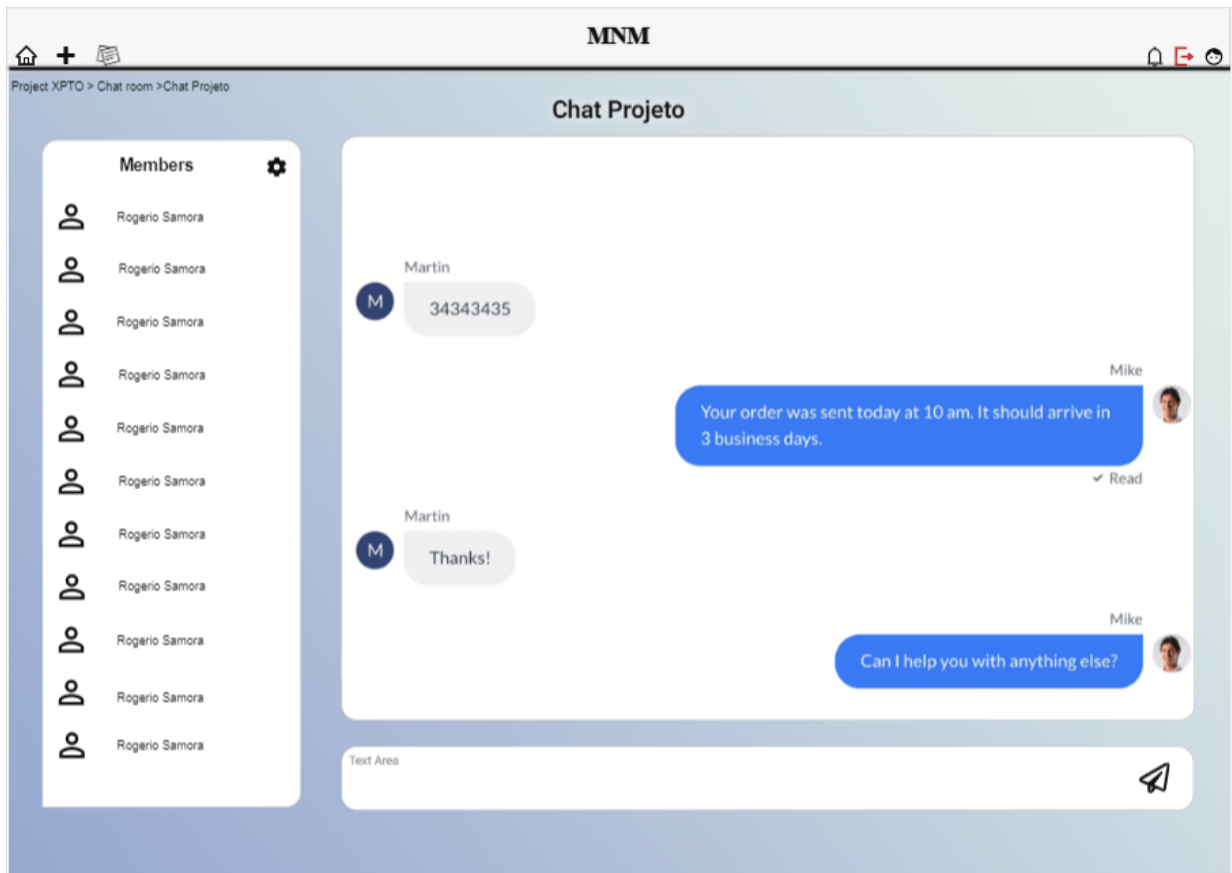 MNM
Project XPTO > Chat room >Chat Projeto
Chat Projeto
Members
Rogerio Samora
Rogerio Samora
Rogerio Samora
Rogerio Samora
Rogerio Samora
Rogerio Samora
Rogerio Samora
Rogerio Samora
Rogerio Samora
Rogerio Samora
Rogerio Samora
Martin
M
34343435
Mike
Your order was sent today at 10 am. It should arrive in
3 business days.
✓ Read
Martin
M
Thanks!
Mike
Can I help you with anything else?
Text Area